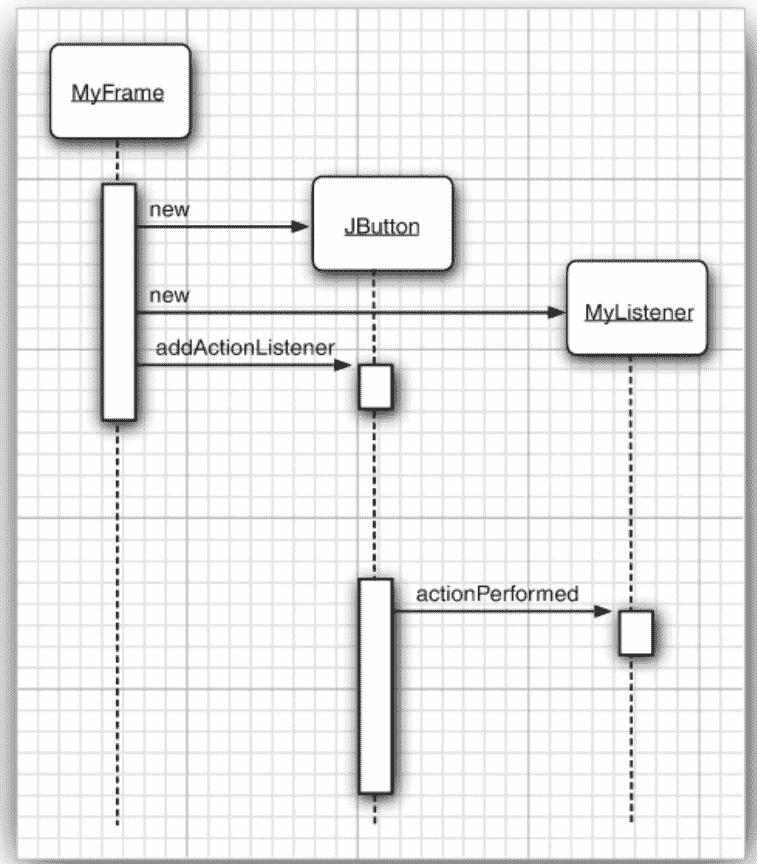 MyFrame
new
JButton
new
MyListener
addActionListener
actionPerformed